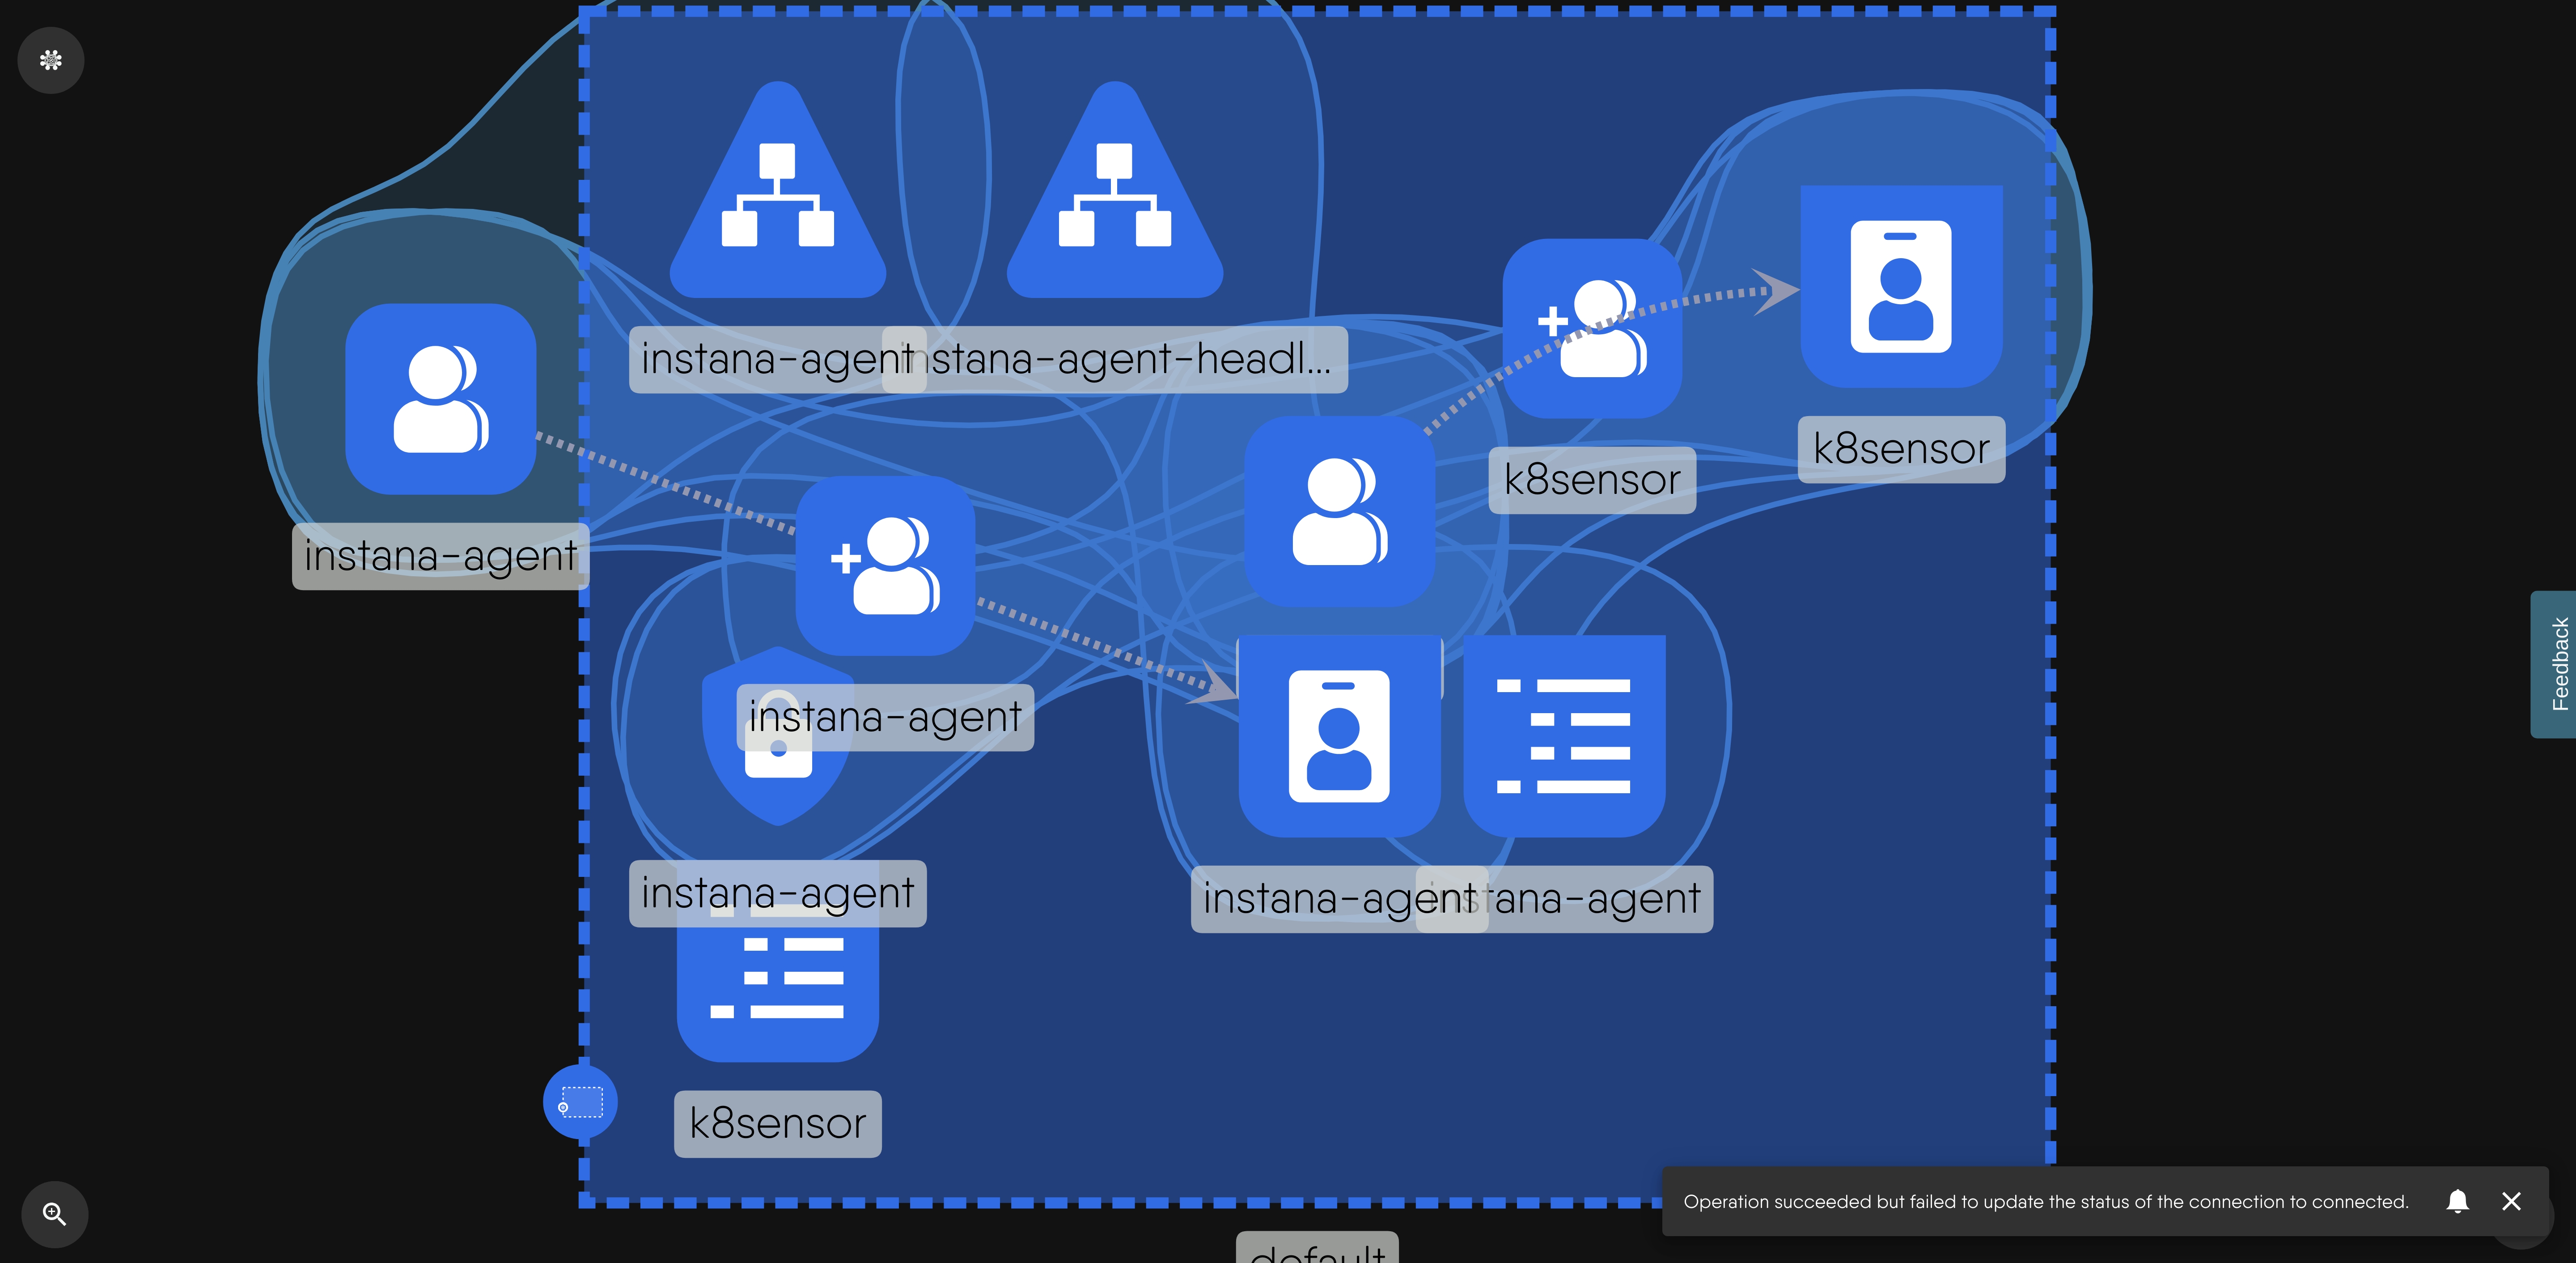 instana-agent
instana-agent-headl...
k8sensor
k8sensor
instana-agent
instana-agent
instana-agent
instana-agent
instana-agent
k8sensor
Feedback
Operation succeeded but failed to update the status of the connection to connected.
default